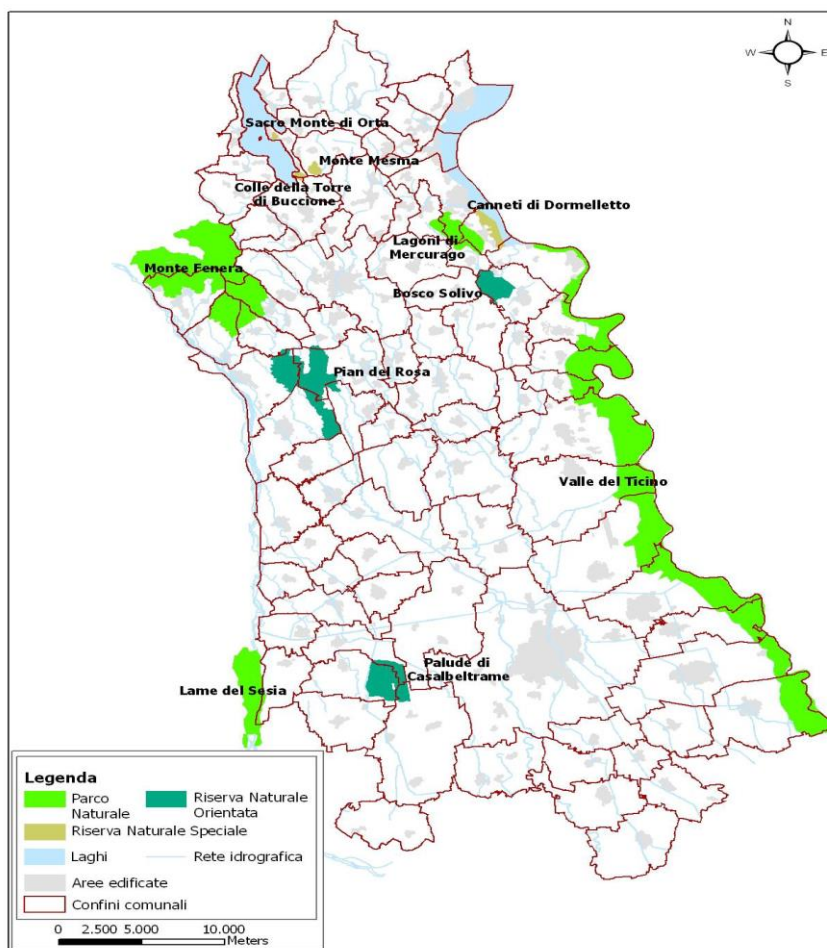 N
W E
S
Sacro Monte di Orta
Monte Mesma
Colle della Torre
di Buccione
Canneti di Dormelletto
Lagoni di
Mercurago
Monte Fenera
Bosco Solivo
Pian del Rosa
Valle del Ticino
Palude di
Casalbeltrame
Lame del Sesia
Legenda
Parco
Naturale
Riserva Naturale
Orientata
Riserva Naturale Speciale
Laghi
Rete idrografica
Aree edificate
Confini comunali
0 2.500 5.000 10.000
Meters